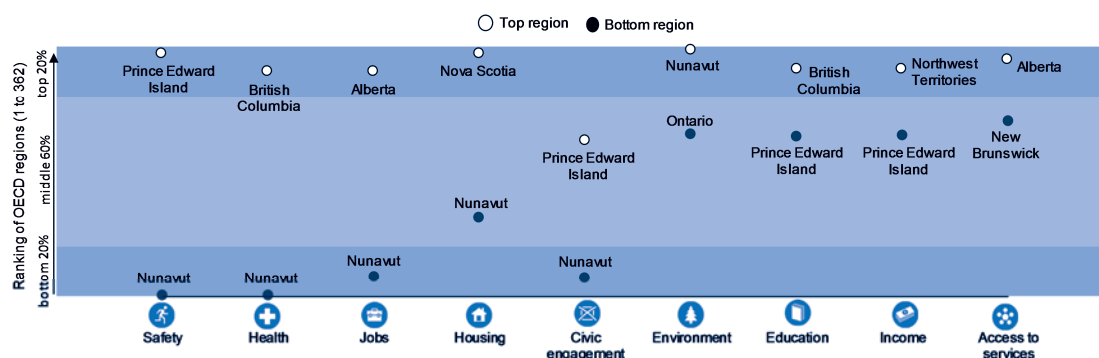 Top region
Bottom region
Ranking of OECD regions (1 to 362)
top 20%
middle 60%
bottom 20%
Prince Edward
Island
British
Columbia
Alberta
Nova Scotia
Prince Edward
Island
Nunavut
British
Columbia
Northwest
Territories
Alberta
Nunavut
Nunavut
Nunavut
Nunavut
Nunavut
Ontario
Prince Edward
Island
Prince Edward
Island
New
Brunswick
Safety
Health
Jobs
Housing
Civic
engagement
Environment
Education
Income
Access to
services